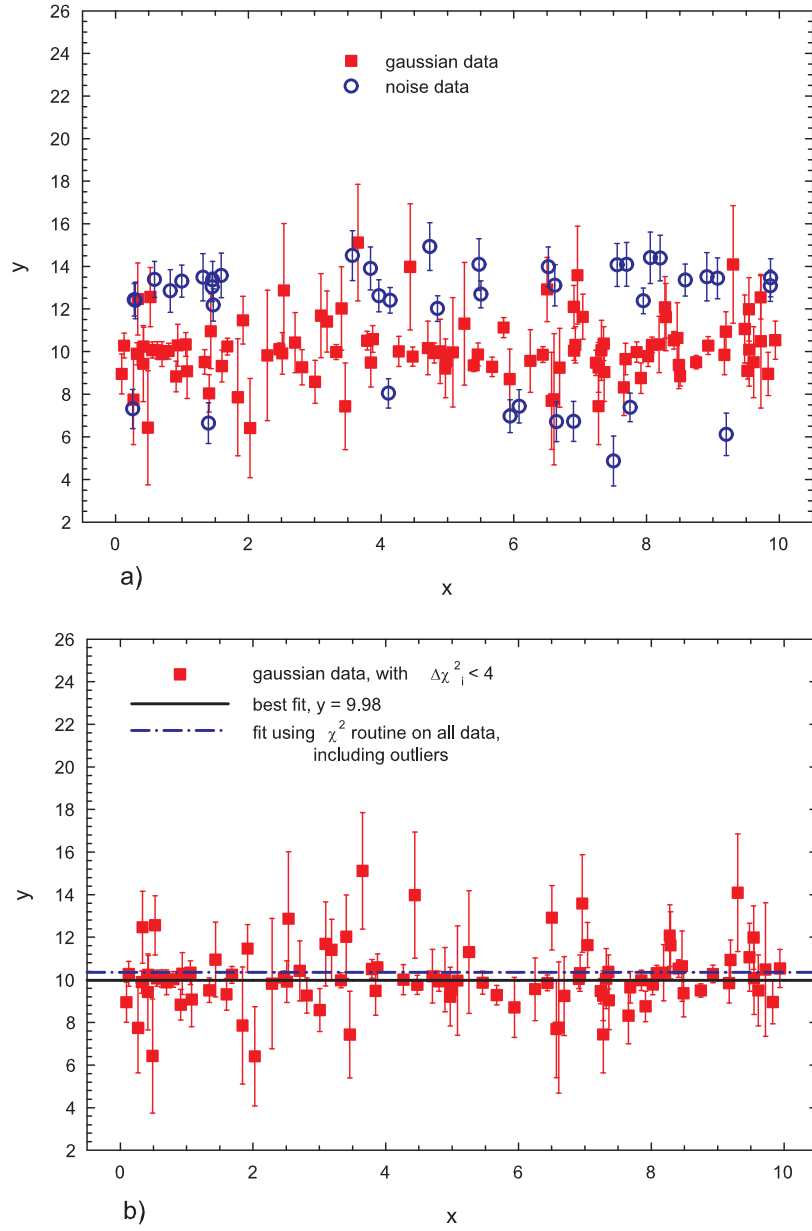 26
24
22
20
18
16
14
12
10
8
6
4
2
y
gaussian data
noise data
0 2 4 6 8 10
a)
x
26
24
22
20
18
16
14
12
10
8
6
4
2
y
gaussian data, with Δχ²ᵢ < 4
best fit, y = 9.98
fit using χ² routine on all data,
including outliers
0 2 4 6 8 10
b)
x